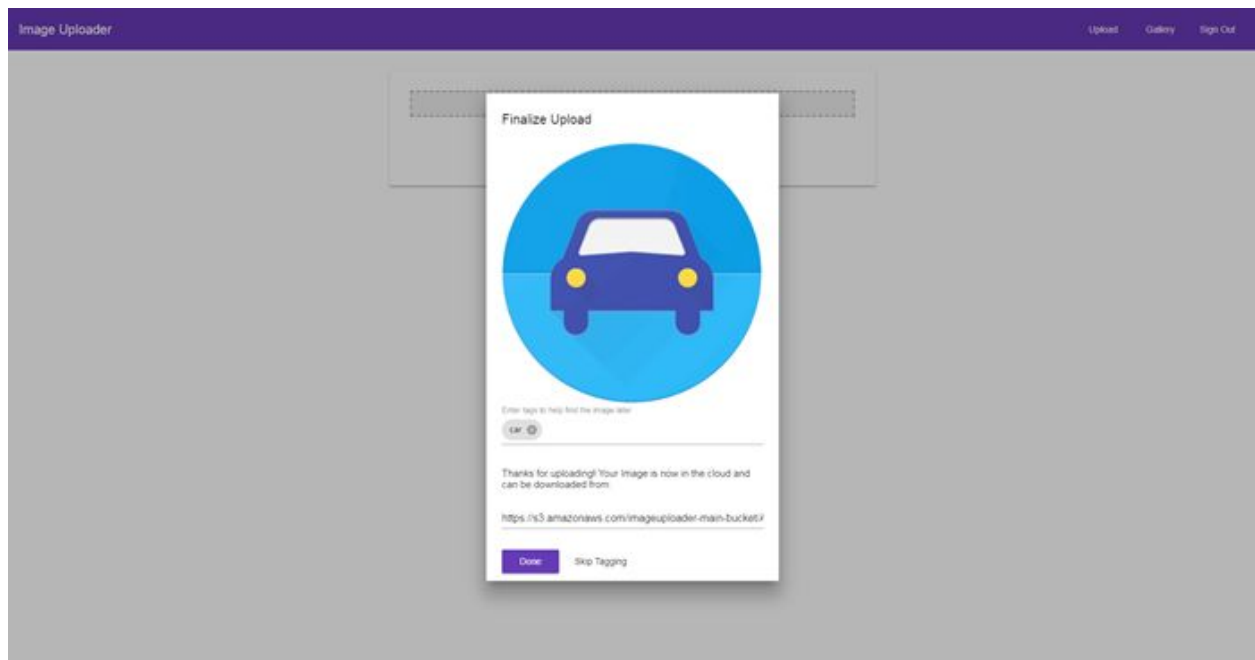 Image Uploader
Upload Gallery Sign Out
Finalize Upload
Enter tags to help find the image later
car
Thanks for uploading! Your Image is now in the cloud and
can be downloaded from:
https://s3.amazonaws.com/imageuploader-main-bucket/
Done Skip Tagging